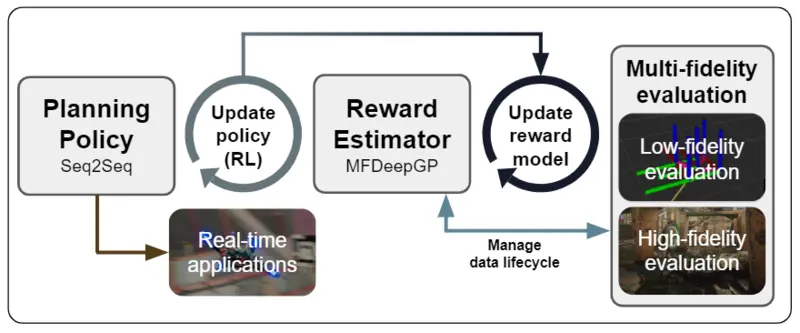 Planning
Policy
Seq2Seq
Update
policy
(RL)
Reward
Estimator
MFDeepGP
Update
reward
model
Multi-fidelity
evaluation
Low-fidelity
evaluation
High-fidelity
evaluation
Real-time
applications
Manage
data lifecycle